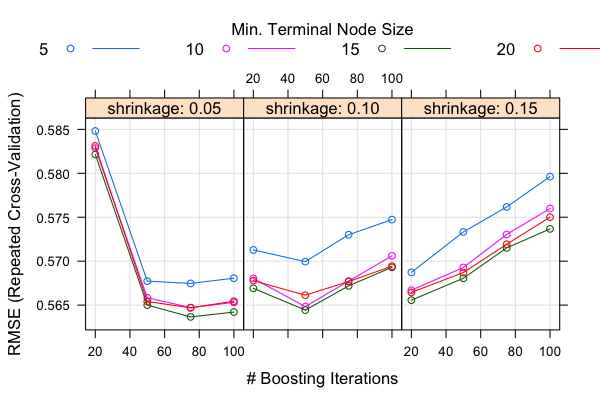 Min. Terminal Node Size
5 10 15 20
20 40 60 80 100
shrinkage: 0.05 shrinkage: 0.10 shrinkage: 0.15
0.585
0.580
0.575
0.570
0.565
20 40 60 80 100 20 40 60 80 100
# Boosting Iterations
RMSE (Repeated Cross-Validation)